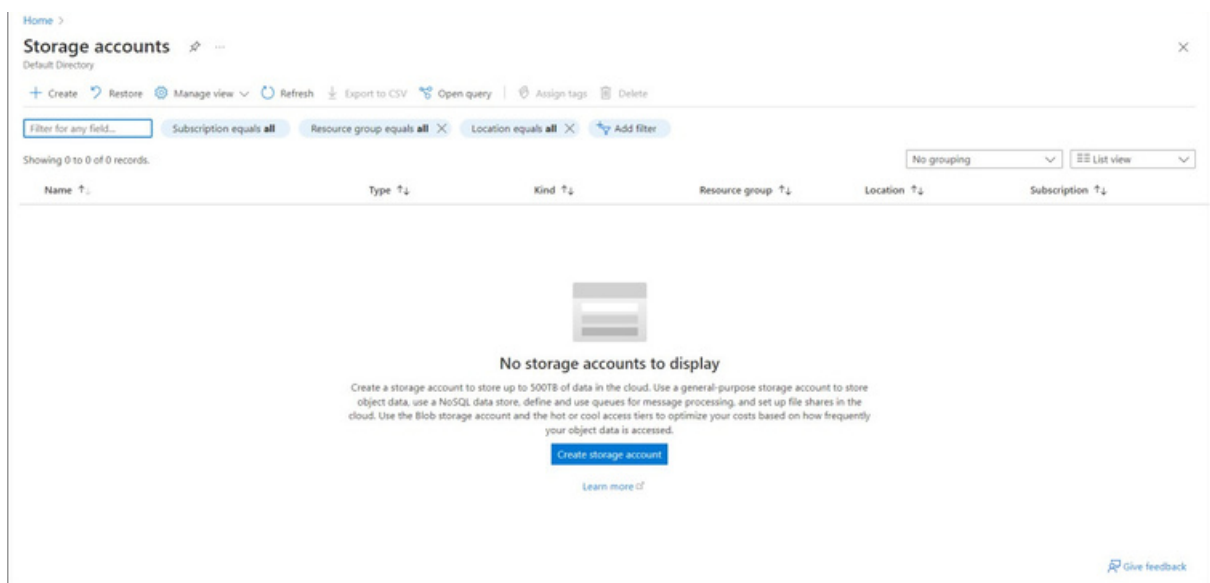 Home >
Storage accounts
Default Directory
Create Restore Manage view Refresh Export to CSV Open query Assign tags Delete
Filter for any field... Subscription equals all Resource group equals all Location equals all Add filter
Showing 0 to 0 of 0 records. No grouping List view
Name Type Kind Resource group Location Subscription
No storage accounts to display
Create a storage account to store up to 500TB of data in the cloud. Use a general-purpose storage account to store
object data, use a NoSQL data store, define and use queues for message processing, and set up file shares in the
cloud. Use the Blob storage account and the hot or cool access tiers to optimize your costs based on how frequently
your object data is accessed.
Create storage account
Learn more
Give feedback